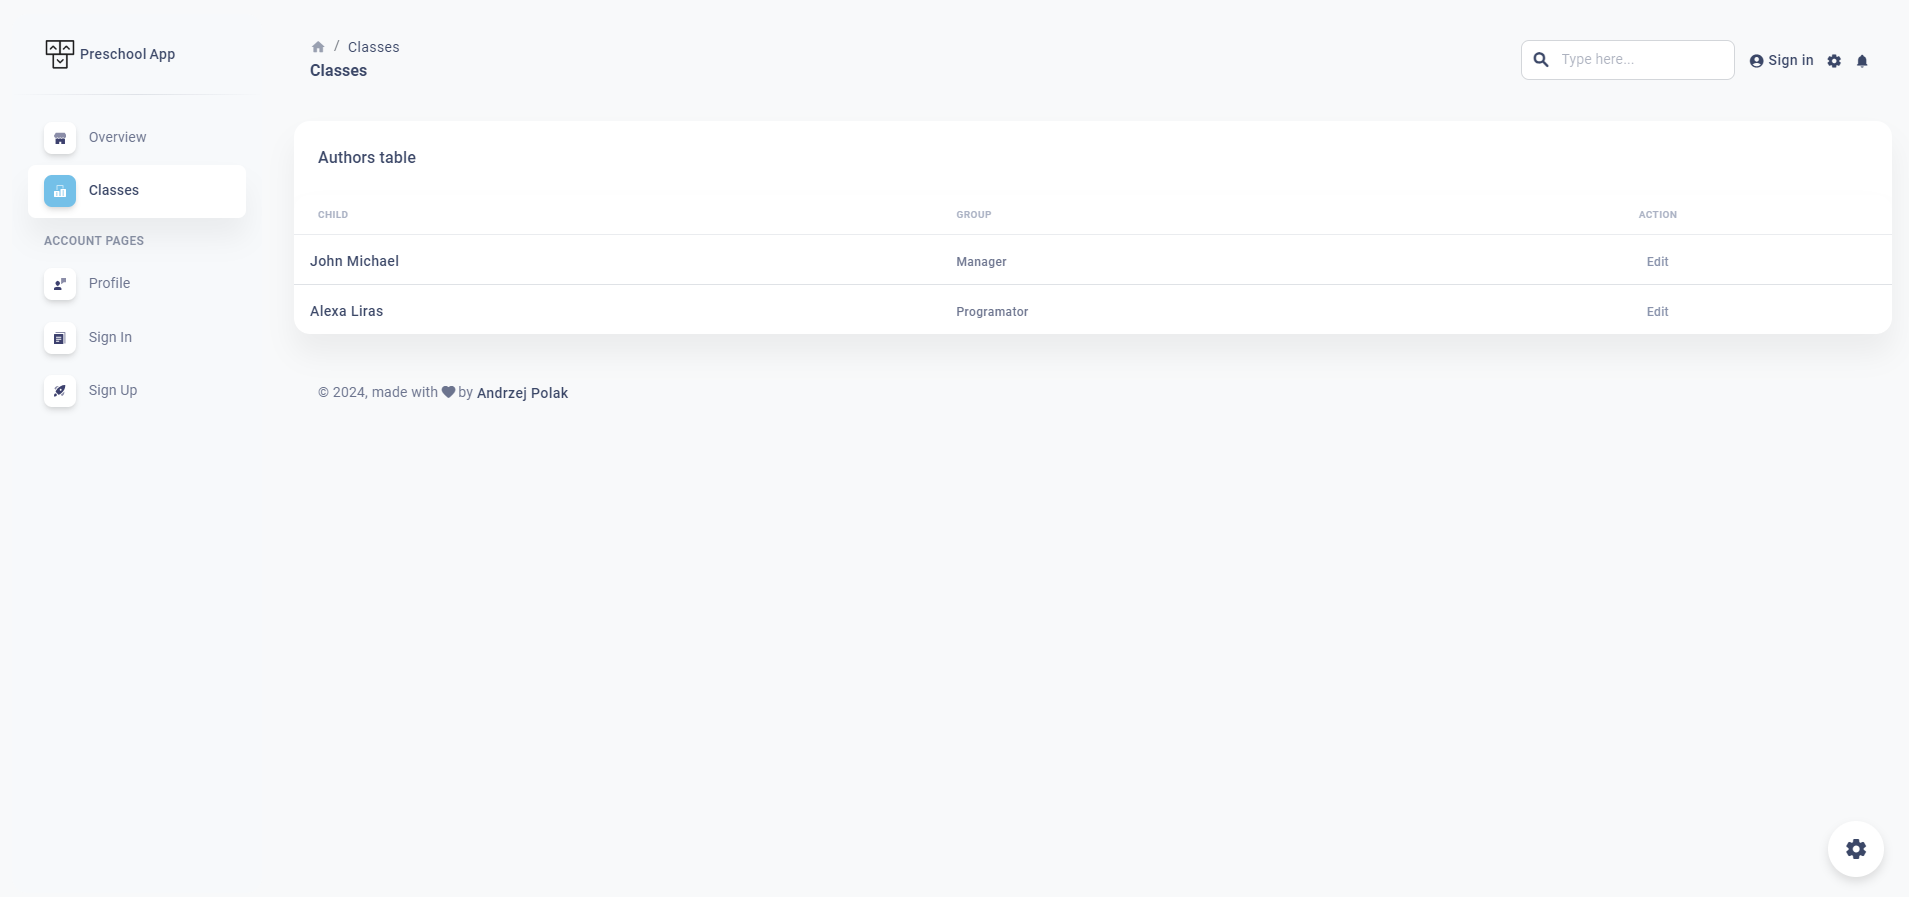 Preschool App
/ Classes
Classes
Type here...
Sign in
Overview
Classes
ACCOUNT PAGES
Profile
Sign In
Sign Up
Authors table
CHILD GROUP ACTION
John Michael Manager Edit
Alexa Liras Programator Edit
© 2024, made with by Andrzej Polak